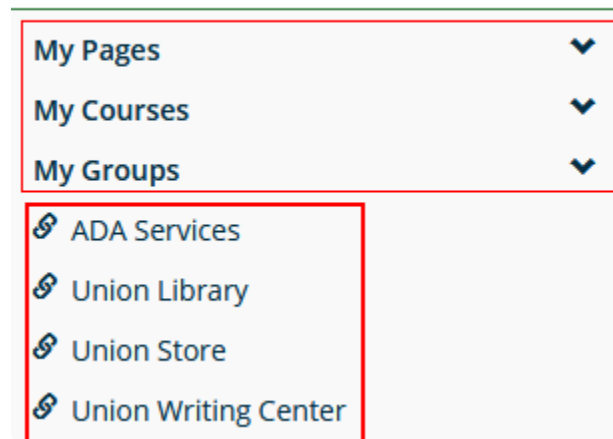 My Pages
My Courses
My Groups
ADA Services
Union Library
Union Store
Union Writing Center